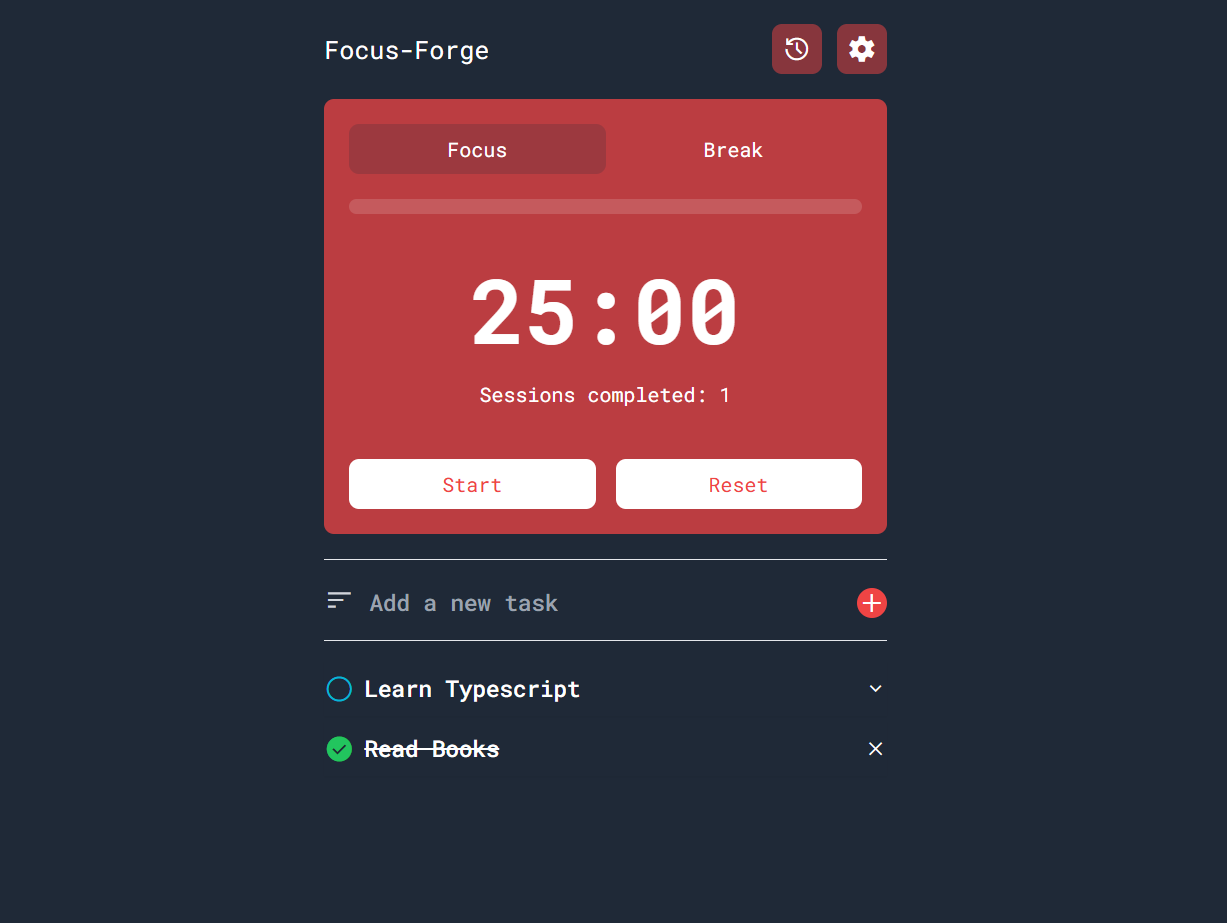 Focus-Forge
Focus Break
25:00
Sessions completed: 1
Start Reset
Add a new task
Learn Typescript
Read Books